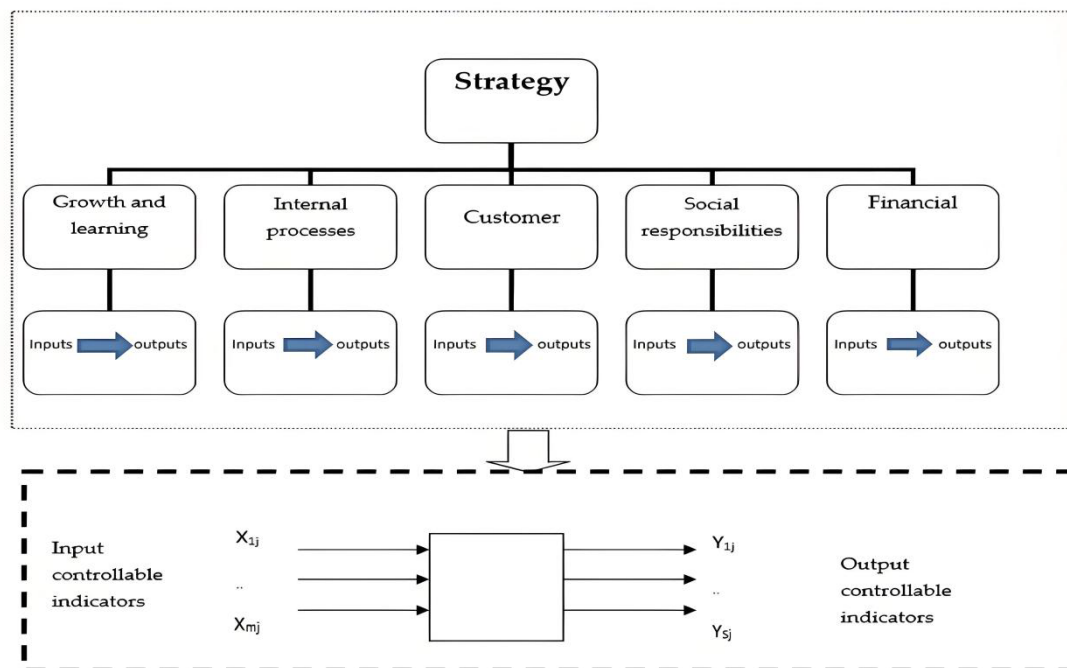 Strategy
Growth and
learning
Internal
processes
Customer
Social
responsibilities
Financial
Inputs outputs
Inputs outputs
Inputs outputs
Inputs outputs
Inputs outputs
Input
controllable
indicators
X1j
..
Xmj
Y1j
..
YSj
Output
controllable
indicators